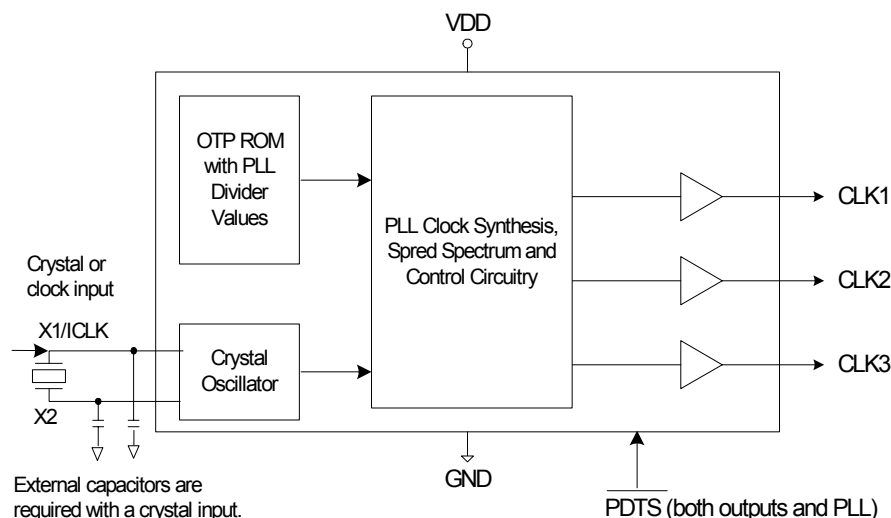 VDD
OTP ROM
with PLL
Divider
Values
PLL Clock Synthesis,
Spred Spectrum and
Control Circuitry
CLK1
CLK2
CLK3
Crystal or
clock input
X1/ICLK
Crystal
Oscillator
X2
External capacitors are
required with a crystal input.
GND
PDTS (both outputs and PLL)